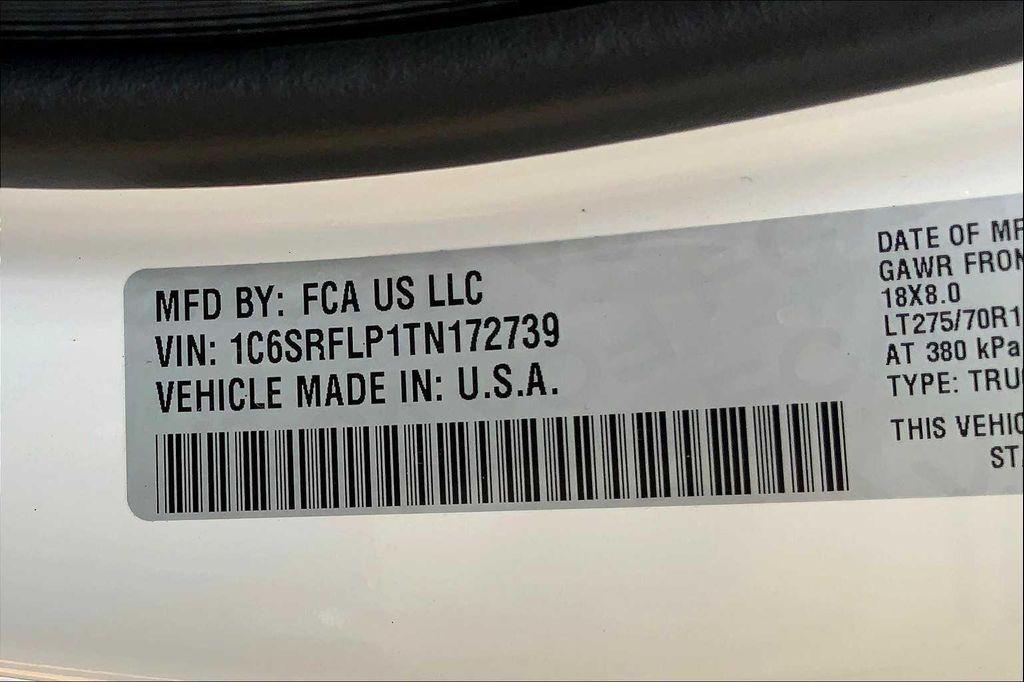 MFD BY: FCA US LLC
VIN: 1C6SRFLP1TN172739
VEHICLE MADE IN: U.S.A.
DATE OF MF
GAWR FRON
18X8.0
LT275/70R1
AT 380 kPa
TYPE: TRU
THIS VEHIC
ST